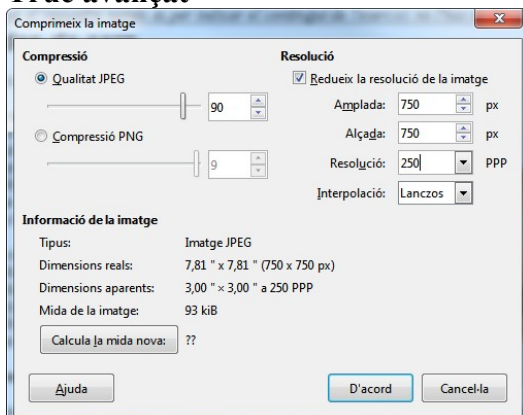 Comprimeix la imatge
Compressió
Qualitat JPEG
90
Compressió PNG
9
Resolució
Redueix la resolució de la imatge
Amplada: 750 px
Alçada: 750 px
Resolució: 250 PPP
Interpolació: Lanczos
Informació de la imatge
Tipus: Imatge JPEG
Dimensions reals: 7,81 " x 7,81 " (750 x 750 px)
Dimensions aparents: 3,00 " × 3,00 " a 250 PPP
Mida de la imatge: 93 kiB
Calcula la mida nova: ??
Ajuda D'acord Cancel·la